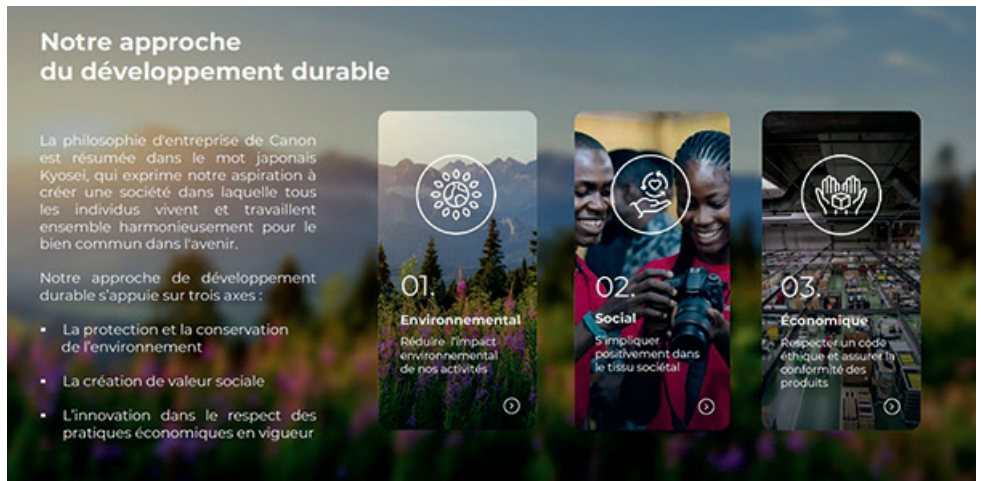 Notre approche
du développement durable
La philosophie d'entreprise de Canon
est résumée dans le mot japonais
Kyosei, qui exprime notre aspiration à
créer une société dans laquelle tous
les individus vivent et travaillent
ensemble harmonieusement pour le
bien commun dans l'avenir.
Notre approche de développement
durable s'appuie sur trois axes :
▪ La protection et la conservation
de l'environnement
▪ La création de valeur sociale
▪ L'innovation dans le respect des
pratiques économiques en vigueur
01.
Environnemental
Réduire l'impact
environnemental
de nos activités
02.
Social
S'impliquer
positivement dans
le tissu sociétal
03.
Économique
Respecter un code
éthique et assurer la
conformité des
produits